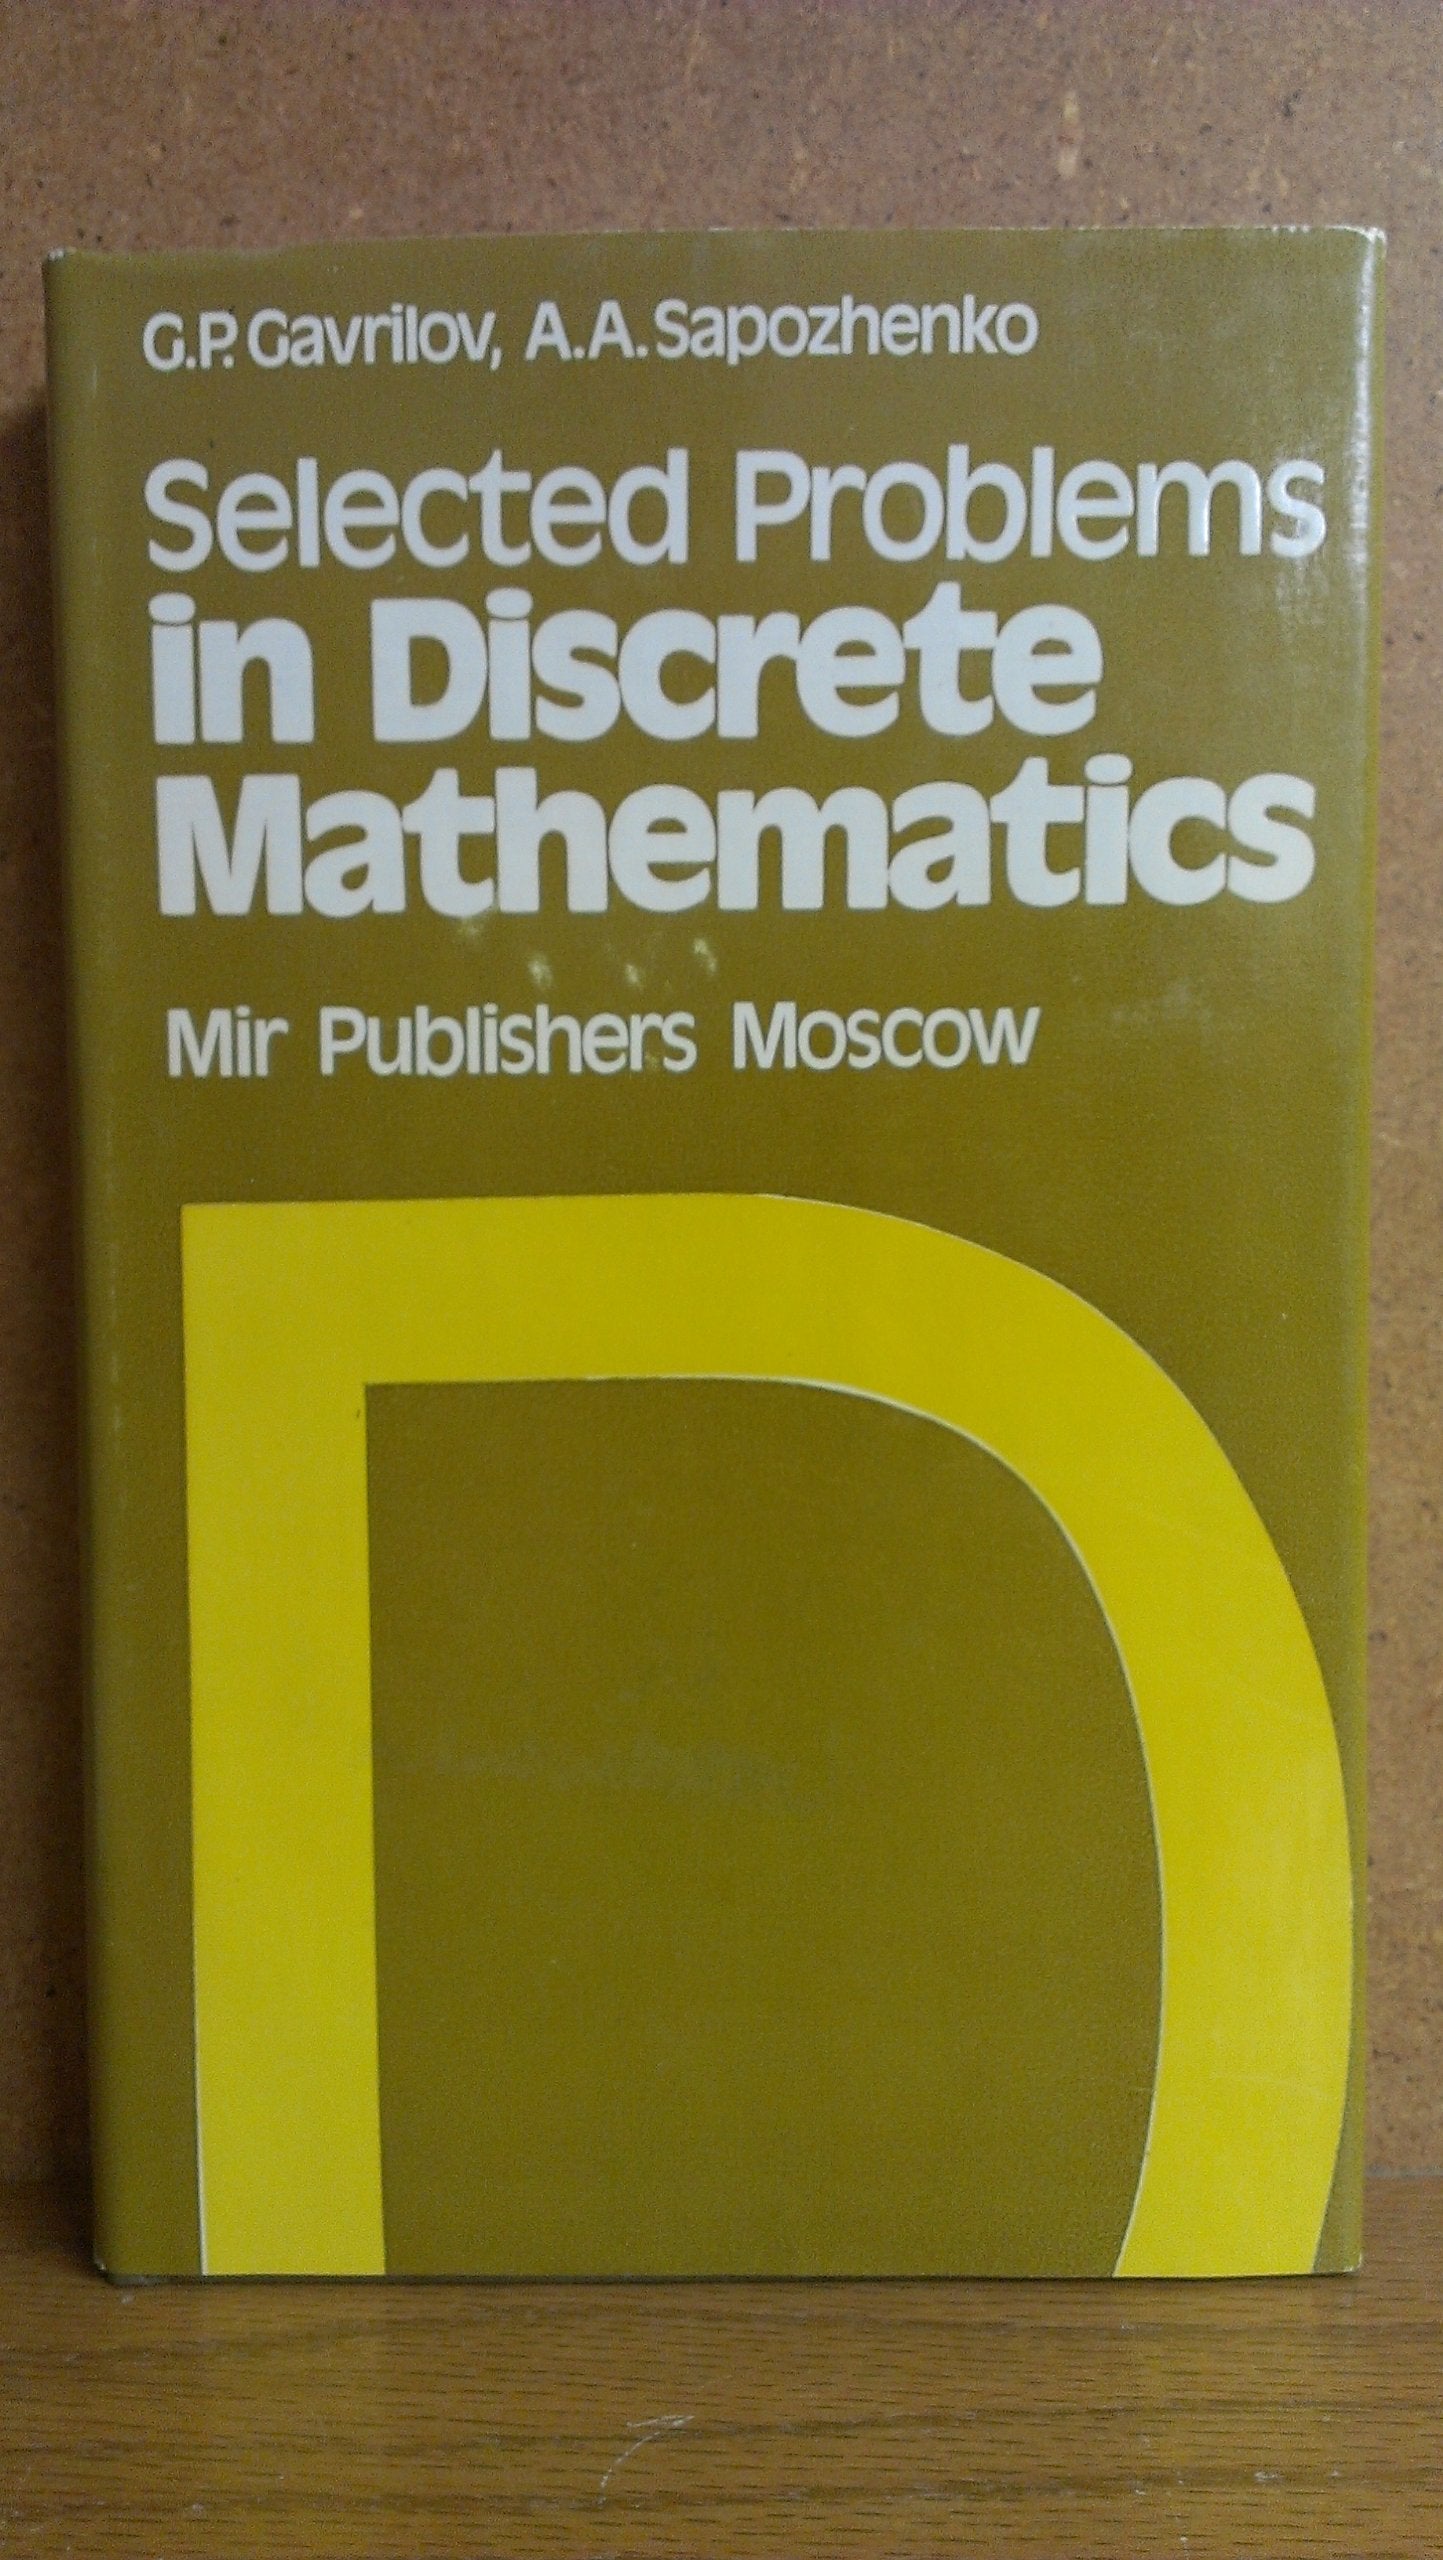 G.P. Gavrilov, A.A. Sapozhenko
Selected Problems
in Discrete
Mathematics
Mir Publishers Moscow